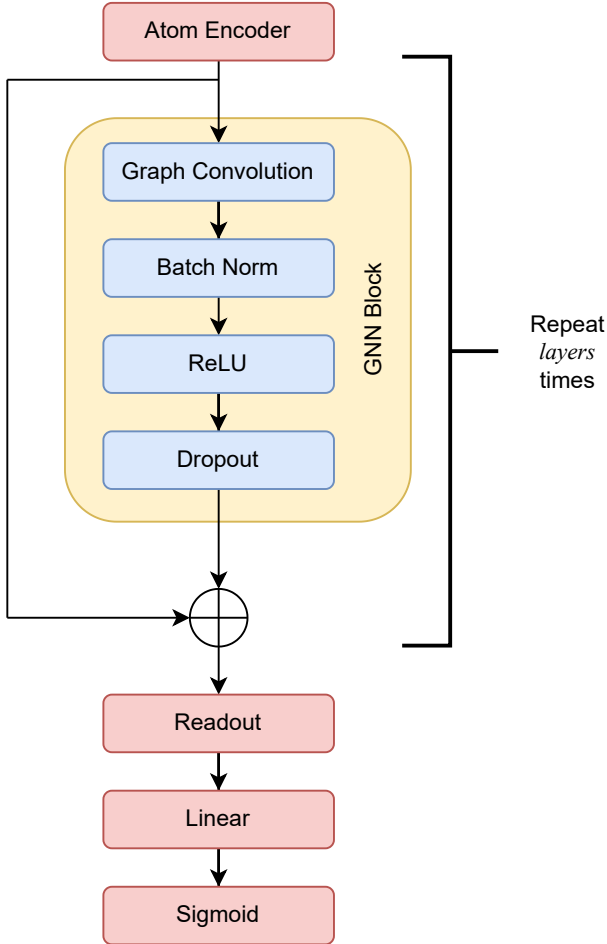 Atom Encoder
Graph Convolution
Batch Norm
ReLU
Dropout
GNN Block
Repeat
layers
times
Readout
Linear
Sigmoid